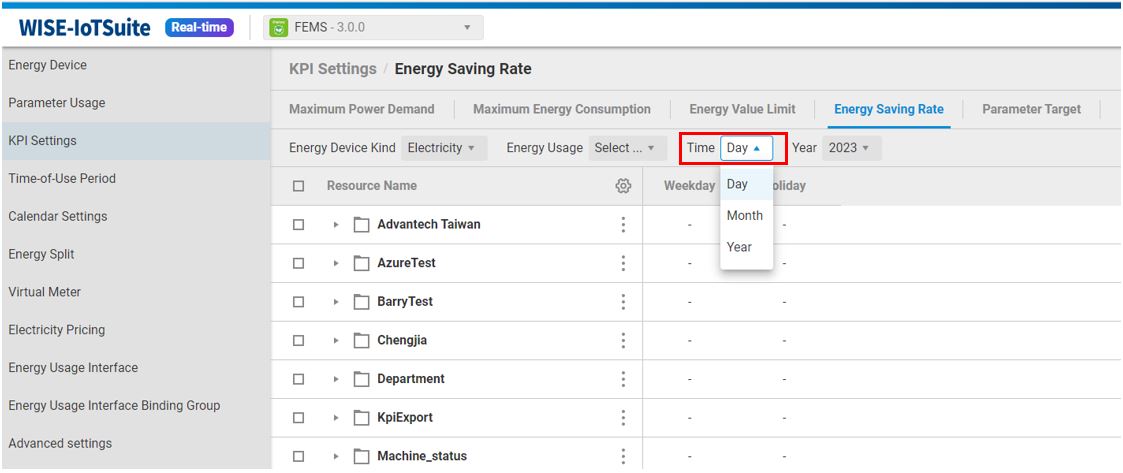 WISE-IoTSuite Real-time FEMS - 3.0.0
Energy Device
Parameter Usage
KPI Settings
Time-of-Use Period
Calendar Settings
Energy Split
Virtual Meter
Electricity Pricing
Energy Usage Interface
Energy Usage Interface Binding Group
Advanced settings
KPI Settings / Energy Saving Rate
Maximum Power Demand Maximum Energy Consumption Energy Value Limit Energy Saving Rate Parameter Target
Energy Device Kind Electricity Energy Usage Select ... Time Day Year 2023
Resource Name Weekday oliday
Day
Month
Year
Advantech Taiwan - -
AzureTest - -
BarryTest - -
Chengjia - -
Department - -
KpiExport - -
Machine_status - -